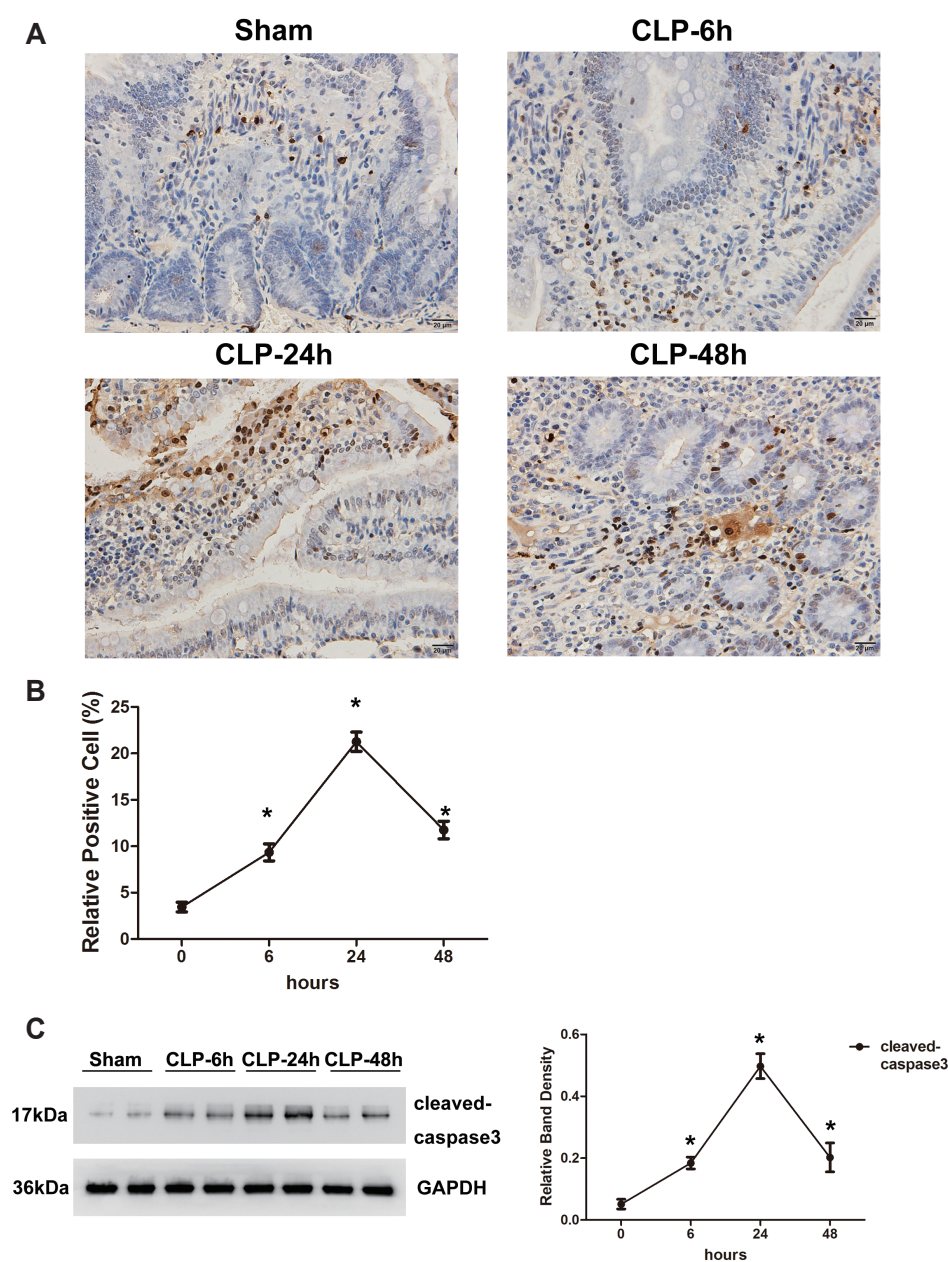 A
Sham
CLP-6h
20 μm
20 μm
CLP-24h
CLP-48h
20 μm
20 μm
B
Relative Positive Cell (%)
25
20
15
10
5
0
*
*
*
0 6 24 48
hours
C
Sham CLP-6h CLP-24h CLP-48h
17kDa
cleaved-
caspase3
36kDa
GAPDH
Relative Band Density
0.6
0.4
0.2
0.0
*
*
*
0 6 24 48
hours
cleaved-
caspase3